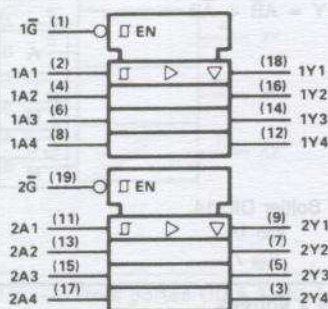 1G̅ (1) EN
1A1 (2) (18) 1Y1
1A2 (4) (16) 1Y2
1A3 (6) (14) 1Y3
1A4 (8) (12) 1Y4
2G̅ (19) EN
2A1 (11) (9) 2Y1
2A2 (13) (7) 2Y2
2A3 (15) (5) 2Y3
2A4 (17) (3) 2Y4